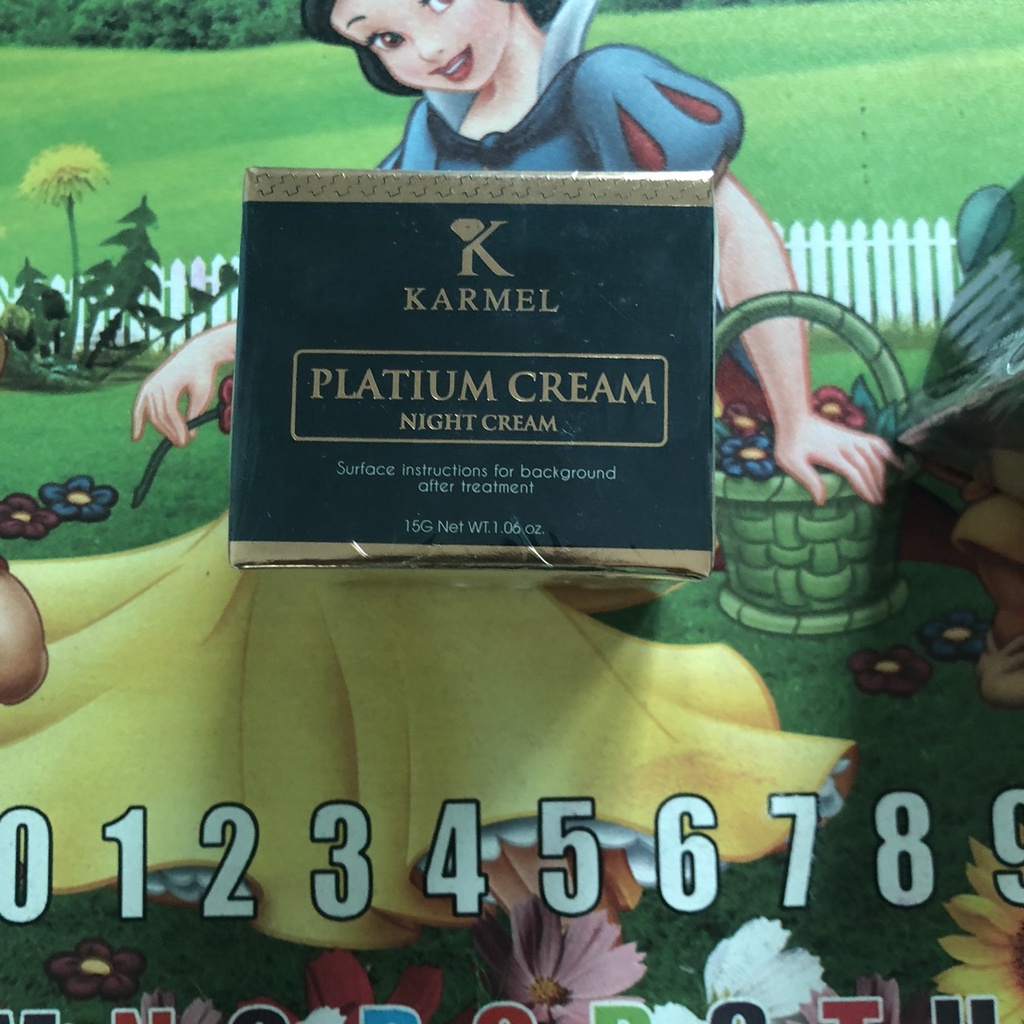 K
KARMEL
PLATIUM CREAM
NIGHT CREAM
Surface instructions for background
after treatment
15G Net WT.1.06 oz.
0 1 2 3 4 5 6 7 8 9